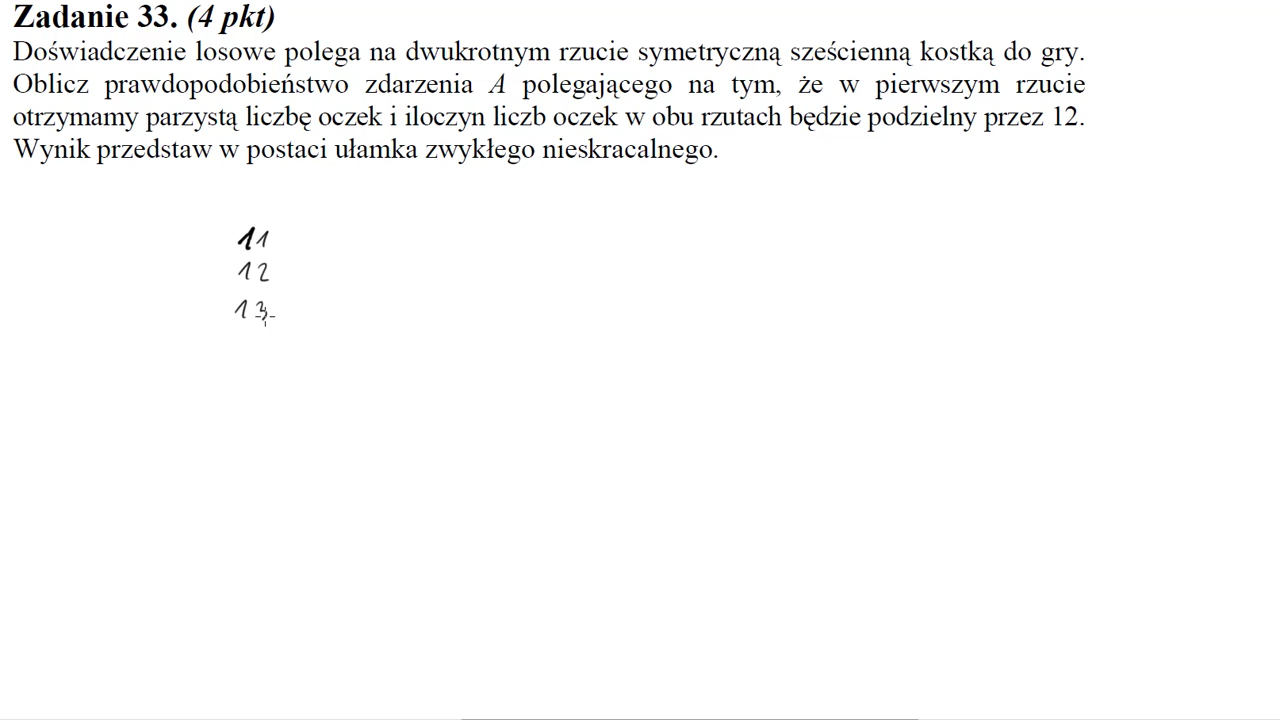 Zadanie 33. (4 pkt)
Doświadczenie losowe polega na dwukrotnym rzucie symetryczną sześcienną kostką do gry.
Oblicz prawdopodobieństwo zdarzenia A polegającego na tym, że w pierwszym rzucie
otrzymamy parzystą liczbę oczek i iloczyn liczb oczek w obu rzutach będzie podzielny przez 12.
Wynik przedstaw w postaci ułamka zwykłego nieskracalnego.
11
12
13